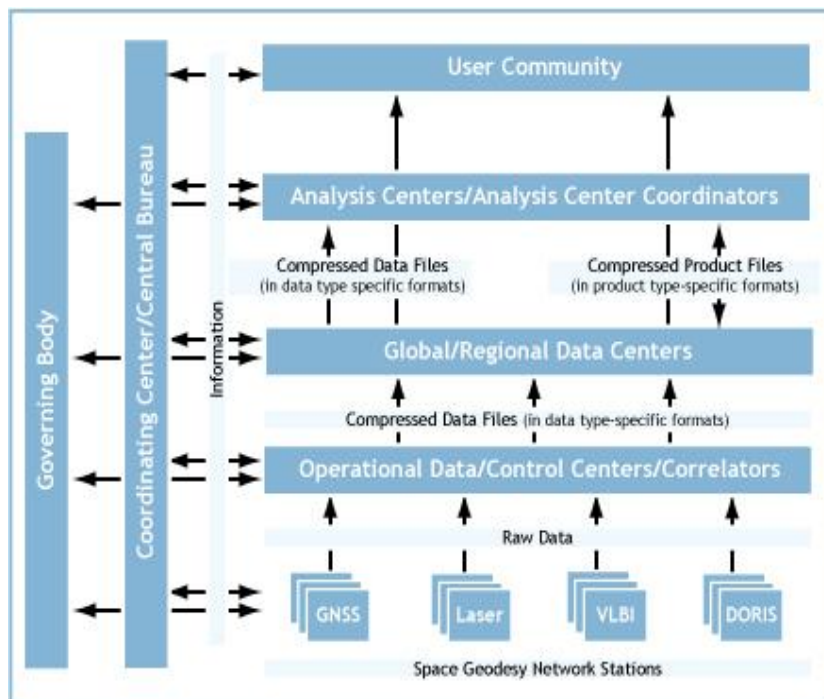 User Community
Analysis Centers/Analysis Center Coordinators
Compressed Data Files
(in data type specific formats)
Compressed Product Files
(in product type-specific formats)
Global/Regional Data Centers
Compressed Data Files (in data type-specific formats)
Operational Data/Control Centers/Correlators
Raw Data
GNSS
Laser
VLBI
DORIS
Space Geodesy Network Stations
Governing Body
Coordinating Center/Central Bureau
Information